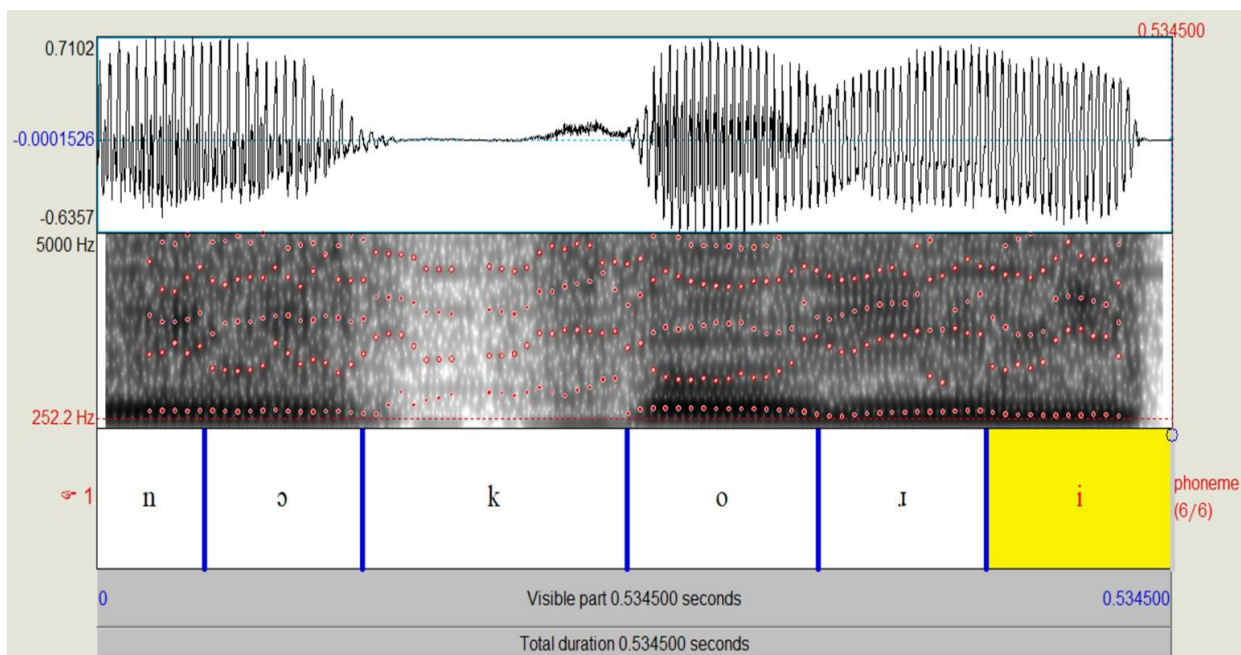 0.534500
0.7102
-0.0001526
-0.6357
5000 Hz
252.2 Hz
☞ 1
n ɔ k o ɹ i
phoneme
(6/6)
0 Visible part 0.534500 seconds 0.534500
Total duration 0.534500 seconds